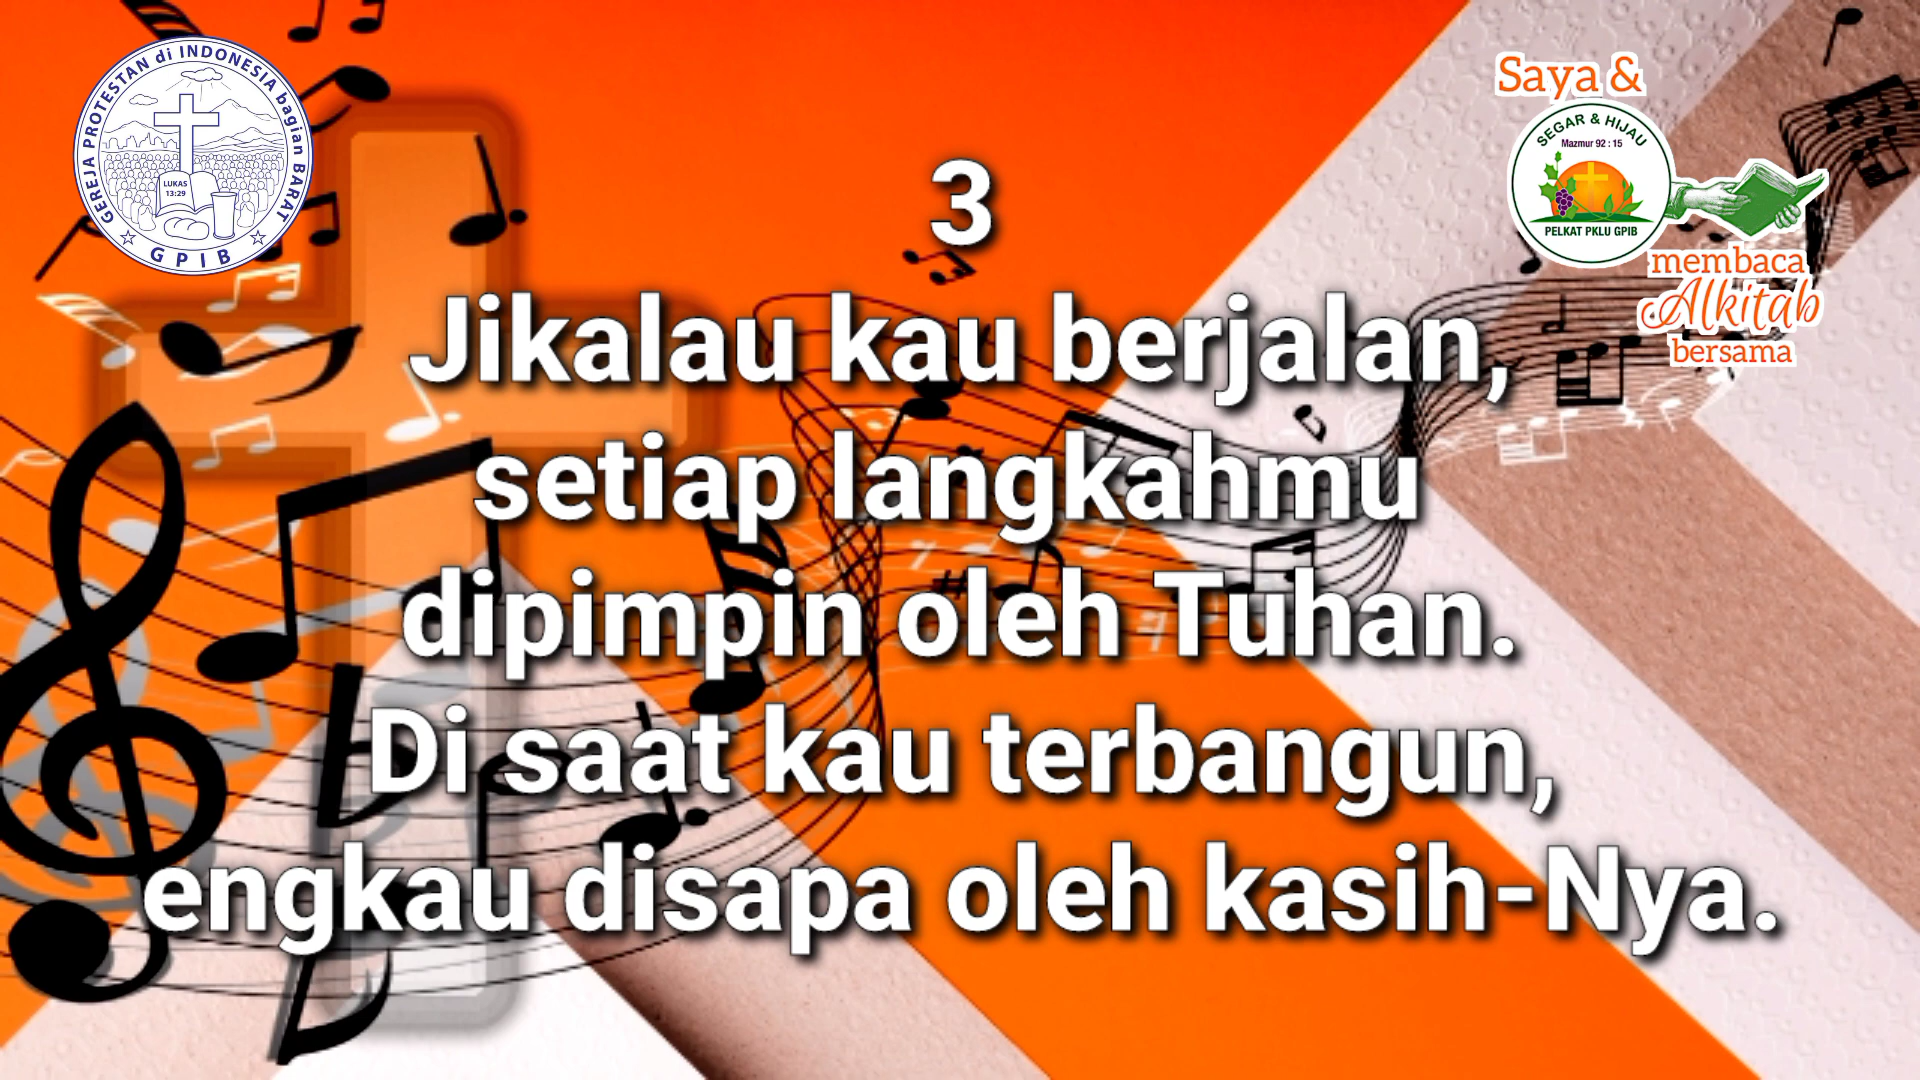 GEREJA PROTESTAN di INDONESIA bagian BARAT
LUKAS
13:29
GPIB
Saya &
SEGAR & HIJAU
Mazmur 92 : 15
PELKAT PKLU GPIB
membaca
Alkitab
bersama
3
Jikalau kau berjalan,
setiap langkahmu
dipimpin oleh Tuhan.
Di saat kau terbangun,
engkau disapa oleh kasih-Nya.